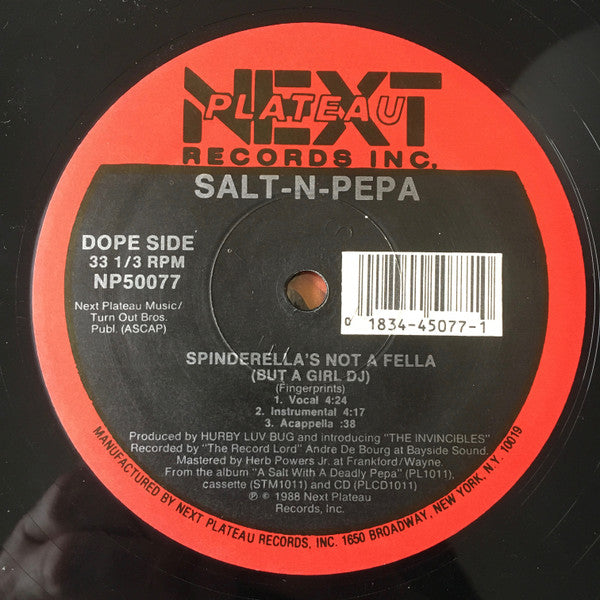 NEXT
PLATEAU
RECORDS INC.
SALT-N-PEPA
DOPE SIDE
33 1/3 RPM
NP50077
Next Plateau Music/
Turn Out Bros.
Publ. (ASCAP)
0 1834-45077-1
SPINDERELLA'S NOT A FELLA
(BUT A GIRL DJ)
(Fingerprints)
1. Vocal 4:24
2. Instrumental 4:17
3. Acappella :38
Produced by HURBY LUV BUG and introducing "THE INVINCIBLES"
Recorded by "The Record Lord" Andre De Bourg at Bayside Sound.
Mastered by Herb Powers Jr. at Frankford/Wayne.
From the album "A Salt With A Deadly Pepa" (PL1011),
cassette (STM1011) and CD (PLCD1011)
℗ © 1988 Next Plateau
Records, Inc.
MANUFACTURED BY NEXT PLATEAU RECORDS, INC. 1650 BROADWAY, NEW YORK, N.Y. 10019